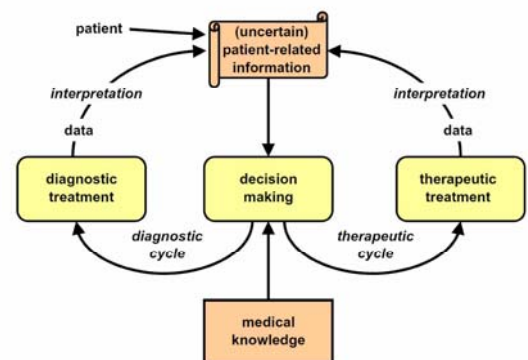 patient
(uncertain)
patient-related
information
interpretation
interpretation
data
data
diagnostic
treatment
decision
making
therapeutic
treatment
diagnostic
cycle
therapeutic
cycle
medical
knowledge